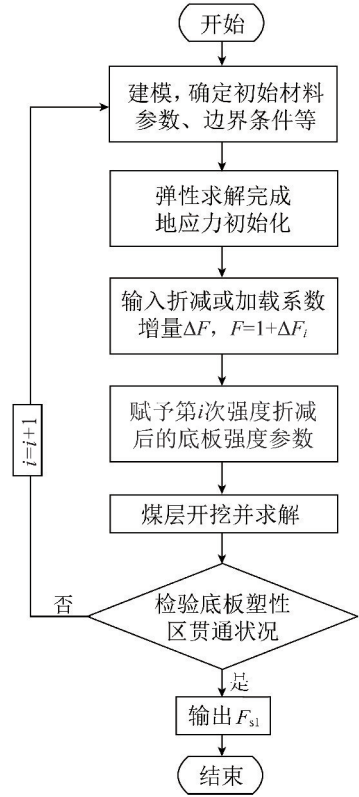 开始
建模，确定初始材料
参数、边界条件等
弹性求解完成
地应力初始化
输入折减或加载系数
增量ΔF，F=1+ΔFᵢ
赋予第i次强度折减
后的底板强度参数
i=i+1
煤层开挖并求解
检验底板塑性
区贯通状况
否
是
输出Fs1
结束